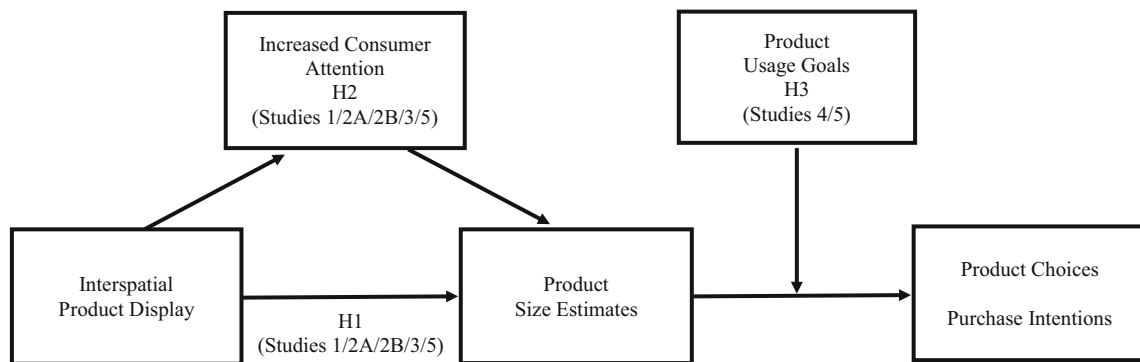 Increased Consumer
Attention
H2
(Studies 1/2A/2B/3/5)
Product
Usage Goals
H3
(Studies 4/5)
Interspatial
Product Display
H1
(Studies 1/2A/2B/3/5)
Product
Size Estimates
Product Choices
Purchase Intentions